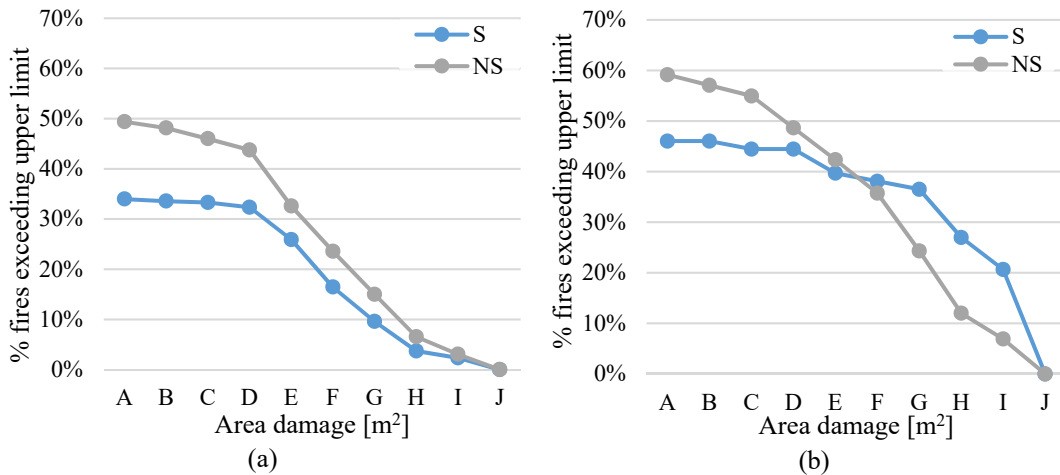 % fires exceeding upper limit
70%
60%
50%
40%
30%
20%
10%
0%
S
NS
A B C D E F G H I J
Area damage [m²]
(a)
% fires exceeding upper limit
70%
60%
50%
40%
30%
20%
10%
0%
S
NS
A B C D E F G H I J
Area damage [m²]
(b)